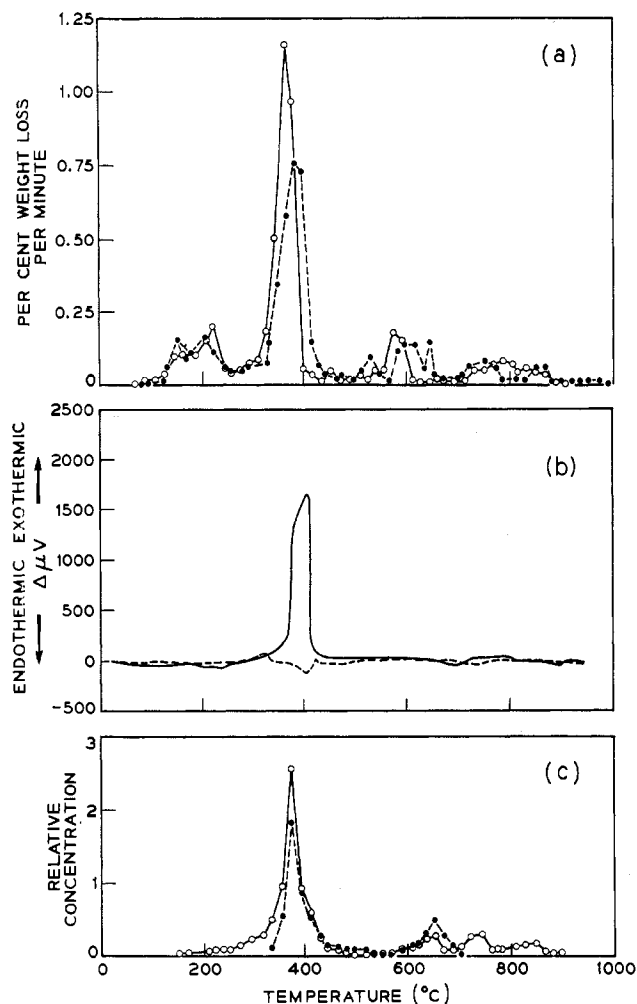 1.25
1.00
0.75
0.50
0.25
0
PER CENT WEIGHT LOSS
PER MINUTE
(a)
2500
2000
1500
1000
500
0
-500
ENDOTHERMIC EXOTHERMIC
Δ μV
(b)
3
2
1
0
RELATIVE
CONCENTRATION
(c)
0
200
400
600
800
1000
TEMPERATURE (°C)